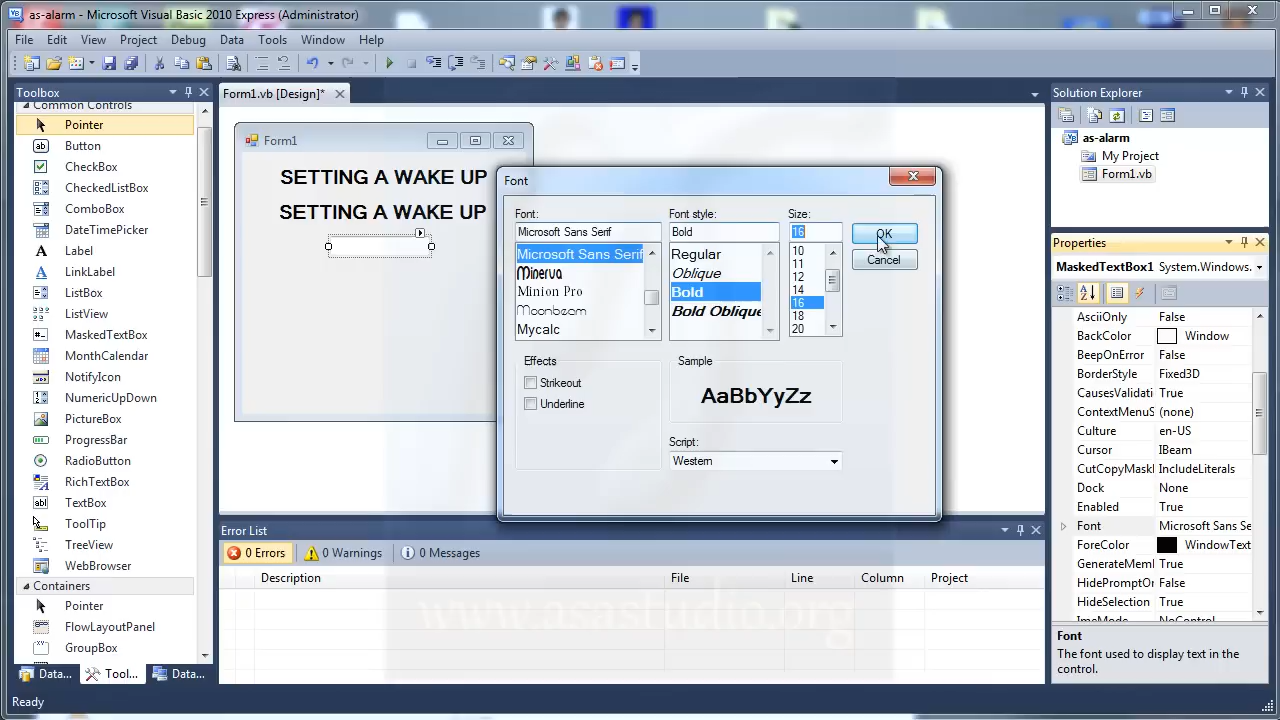 as-alarm - Microsoft Visual Basic 2010 Express (Administrator)
File Edit View Project Debug Data Tools Window Help
Toolbox
Common Controls
Pointer
Button
CheckBox
CheckedListBox
ComboBox
DateTimePicker
Label
LinkLabel
ListBox
ListView
MaskedTextBox
MonthCalendar
NotifyIcon
NumericUpDown
PictureBox
ProgressBar
RadioButton
RichTextBox
TextBox
ToolTip
TreeView
WebBrowser
Containers
Pointer
FlowLayoutPanel
GroupBox
Data... Tool... Data...
Ready
Form1.vb [Design]*
Form1
SETTING A WAKE UP
SETTING A WAKE UP
Font
Font: Font style: Size:
Microsoft Sans Serif Bold 16
Microsoft Sans Serif
Minerva
Minion Pro
Moonbeam
Mycalc
Regular
Oblique
Bold
Bold Oblique
10
11
12
14
16
18
20
OK
Cancel
Effects
Strikeout
Underline
Sample
AaBbYyZz
Script:
Western
Error List
0 Errors 0 Warnings 0 Messages
Description File Line Column Project
www.asastudio.org
Solution Explorer
as-alarm
My Project
Form1.vb
Properties
MaskedTextBox1 System.Windows.
AsciiOnly False
BackColor Window
BeepOnError False
BorderStyle Fixed3D
CausesValidati True
ContextMenuS (none)
Culture en-US
Cursor IBeam
CutCopyMask IncludeLiterals
Dock None
Enabled True
Font Microsoft Sans Se
ForeColor WindowText
GenerateMem True
HidePromptO False
HideSelection True
ImeMode NoControl
Font
The font used to display text in the
control.